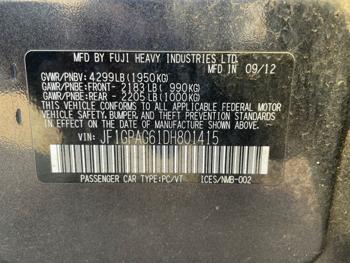 MFD BY FUJI HEAVY INDUSTRIES LTD.
MFD IN 09/12
GVWR/PNBV: 4299LB (1950KG)
GAWR/PNBE:FRONT- 2183LB ( 990KG)
GAWR/PNBE:REAR - 2205LB (1000KG)
THIS VEHICLE CONFORMS TO ALL APPLICABLE FEDERAL MOTOR
VEHICLE SAFETY, BUMPER, AND THEFT PREVENTION STANDARDS
IN EFFECT ON THE DATE OF MANUFACTURE SHOWN ABOVE.
VIN: JF1GPAG61DH801415
PASSENGER CAR TYPE:PC/VT ICES/NMB-002